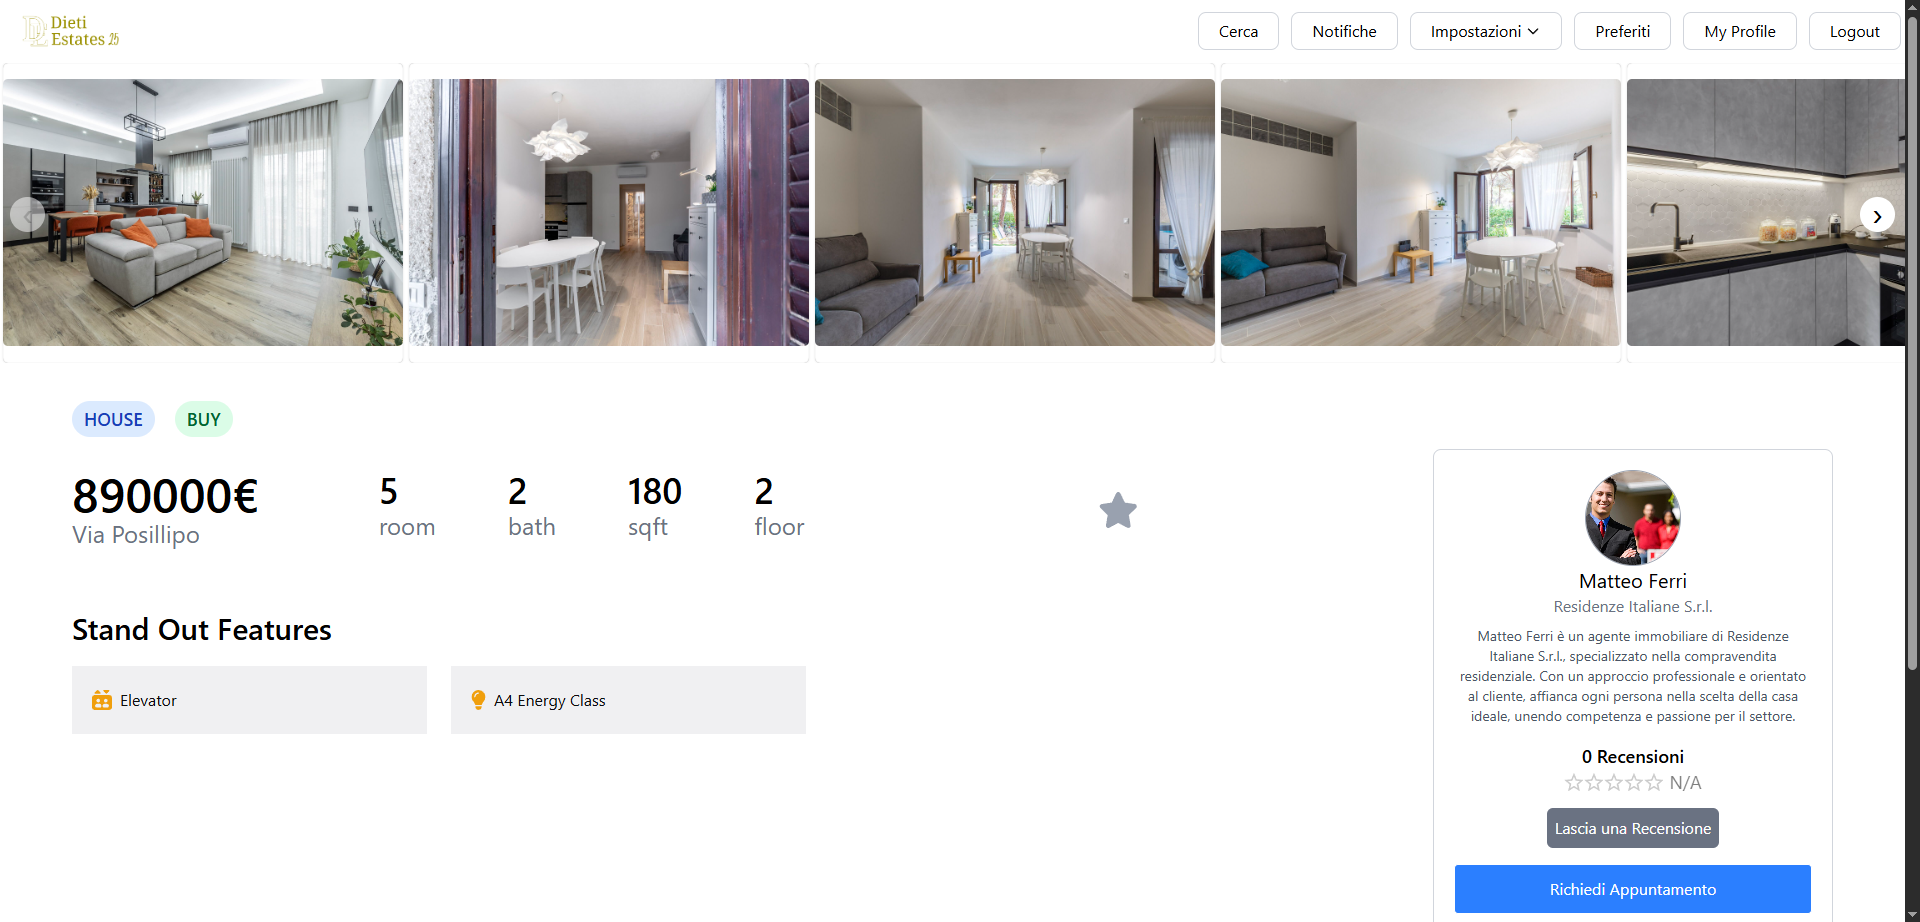 Dieti
Estates 25
Cerca
Notifiche
Impostazioni
Preferiti
My Profile
Logout
HOUSE
BUY
890000€
Via Posillipo
5
room
2
bath
180
sqft
2
floor
Stand Out Features
Elevator
A4 Energy Class
Matteo Ferri
Residenze Italiane S.r.l.
Matteo Ferri è un agente immobiliare di Residenze
Italiane S.r.l., specializzato nella compravendita
residenziale. Con un approccio professionale e orientato
al cliente, affianca ogni persona nella scelta della casa
ideale, unendo competenza e passione per il settore.
0 Recensioni
N/A
Lascia una Recensione
Richiedi Appuntamento